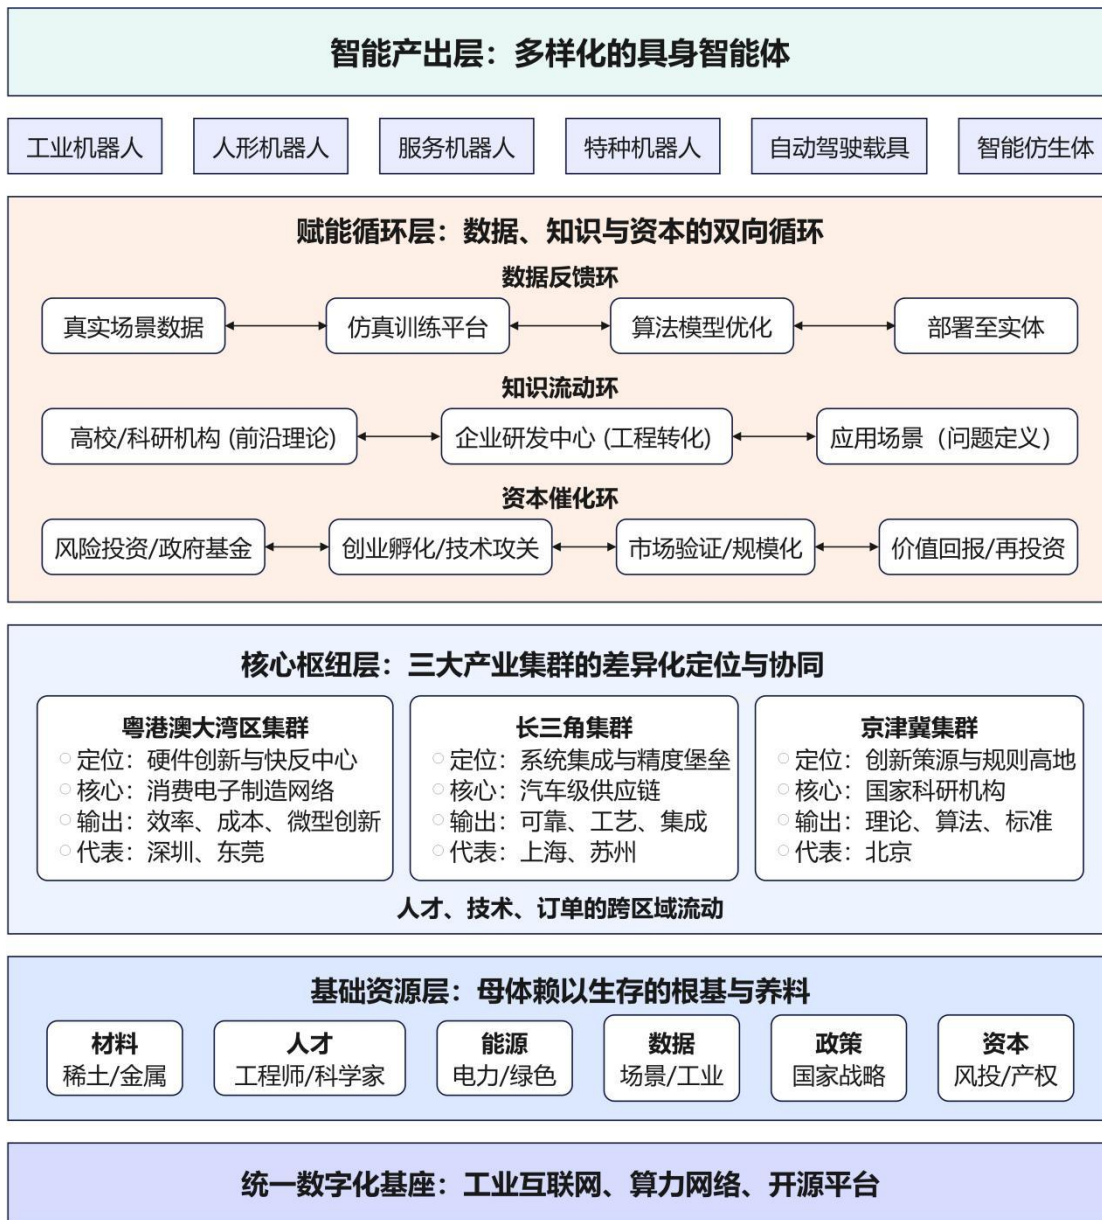 智能产出层：多样化的具身智能体
工业机器人
人形机器人
服务机器人
特种机器人
自动驾驶载具
智能仿生体
赋能循环层：数据、知识与资本的双向循环
数据反馈环
真实场景数据
仿真训练平台
算法模型优化
部署至实体
知识流动环
高校/科研机构 (前沿理论)
企业研发中心 (工程转化)
应用场景（问题定义）
资本催化环
风险投资/政府基金
创业孵化/技术攻关
市场验证/规模化
价值回报/再投资
核心枢纽层：三大产业集群的差异化定位与协同
粤港澳大湾区集群
○ 定位：硬件创新与快反中心
○ 核心：消费电子制造网络
○ 输出：效率、成本、微型创新
○ 代表：深圳、东莞
长三角集群
○ 定位：系统集成与精度堡垒
○ 核心：汽车级供应链
○ 输出：可靠、工艺、集成
○ 代表：上海、苏州
京津冀集群
○ 定位：创新策源与规则高地
○ 核心：国家科研机构
○ 输出：理论、算法、标准
○ 代表：北京
人才、技术、订单的跨区域流动
基础资源层：母体赖以生存的根基与养料
材料
稀土/金属
人才
工程师/科学家
能源
电力/绿色
数据
场景/工业
政策
国家战略
资本
风投/产权
统一数字化基座：工业互联网、算力网络、开源平台